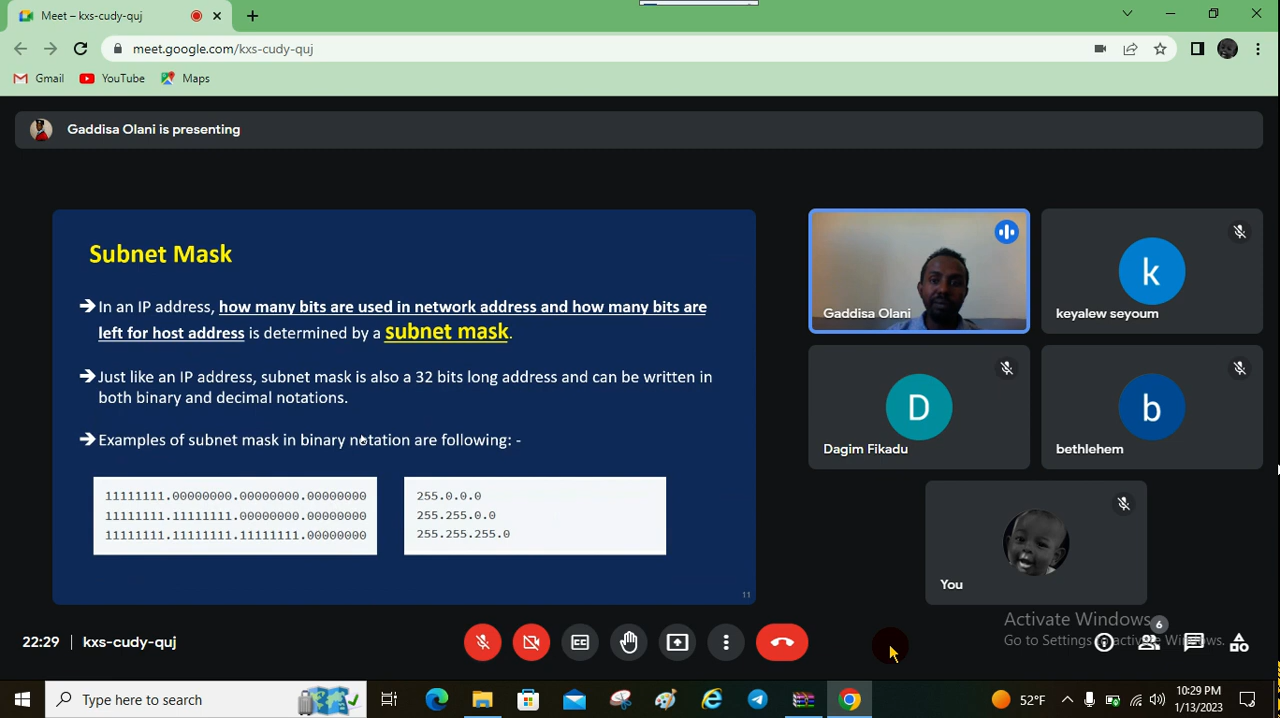 Meet – kxs-cudy-quj
meet.google.com/kxs-cudy-quj
Gmail YouTube Maps
Gaddisa Olani is presenting
Subnet Mask
In an IP address, how many bits are used in network address and how many bits are
left for host address is determined by a subnet mask.
Just like an IP address, subnet mask is also a 32 bits long address and can be written in
both binary and decimal notations.
Examples of subnet mask in binary notation are following: -
11111111.00000000.00000000.00000000
11111111.11111111.00000000.00000000
11111111.11111111.11111111.00000000
255.0.0.0
255.255.0.0
255.255.255.0
11
Gaddisa Olani
k
keyalew seyoum
D
Dagim Fikadu
b
bethlehem
You
Activate Windows
Go to Settings to activate Windows.
22:29 | kxs-cudy-quj
CC
6
Type here to search
52°F
10:29 PM
1/13/2023